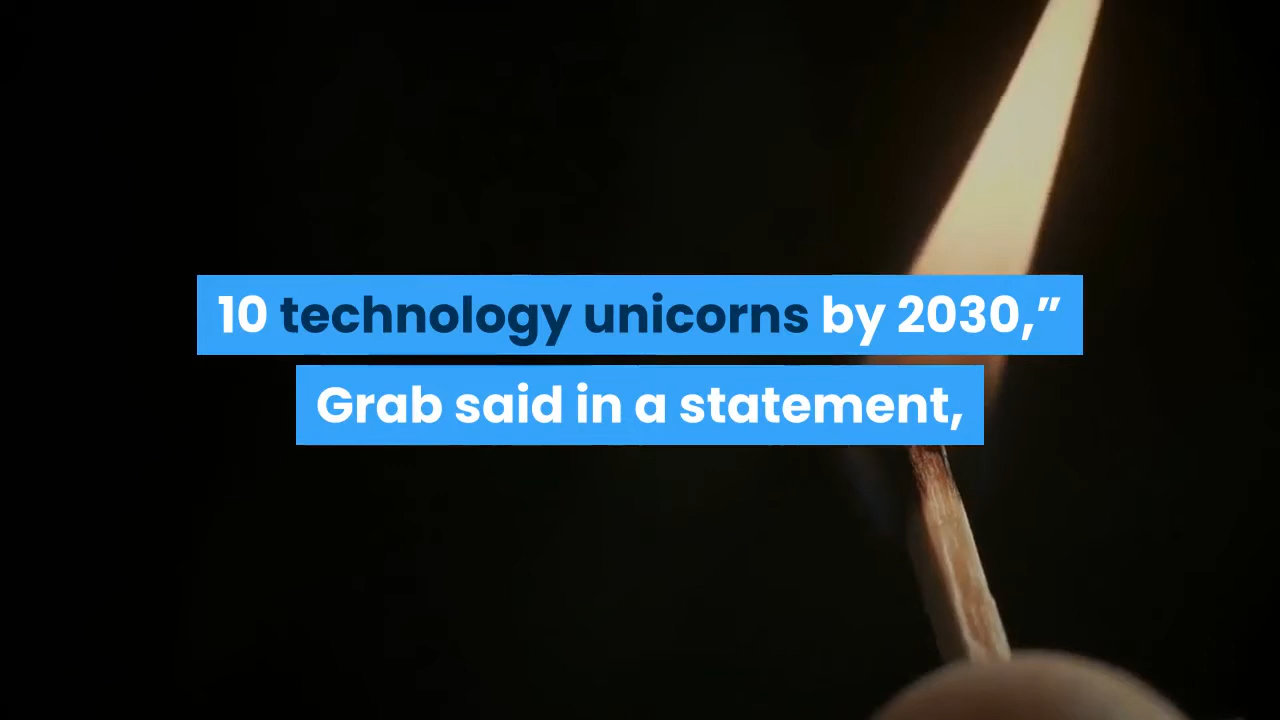 10 technology unicorns by 2030,”
Grab said in a statement,